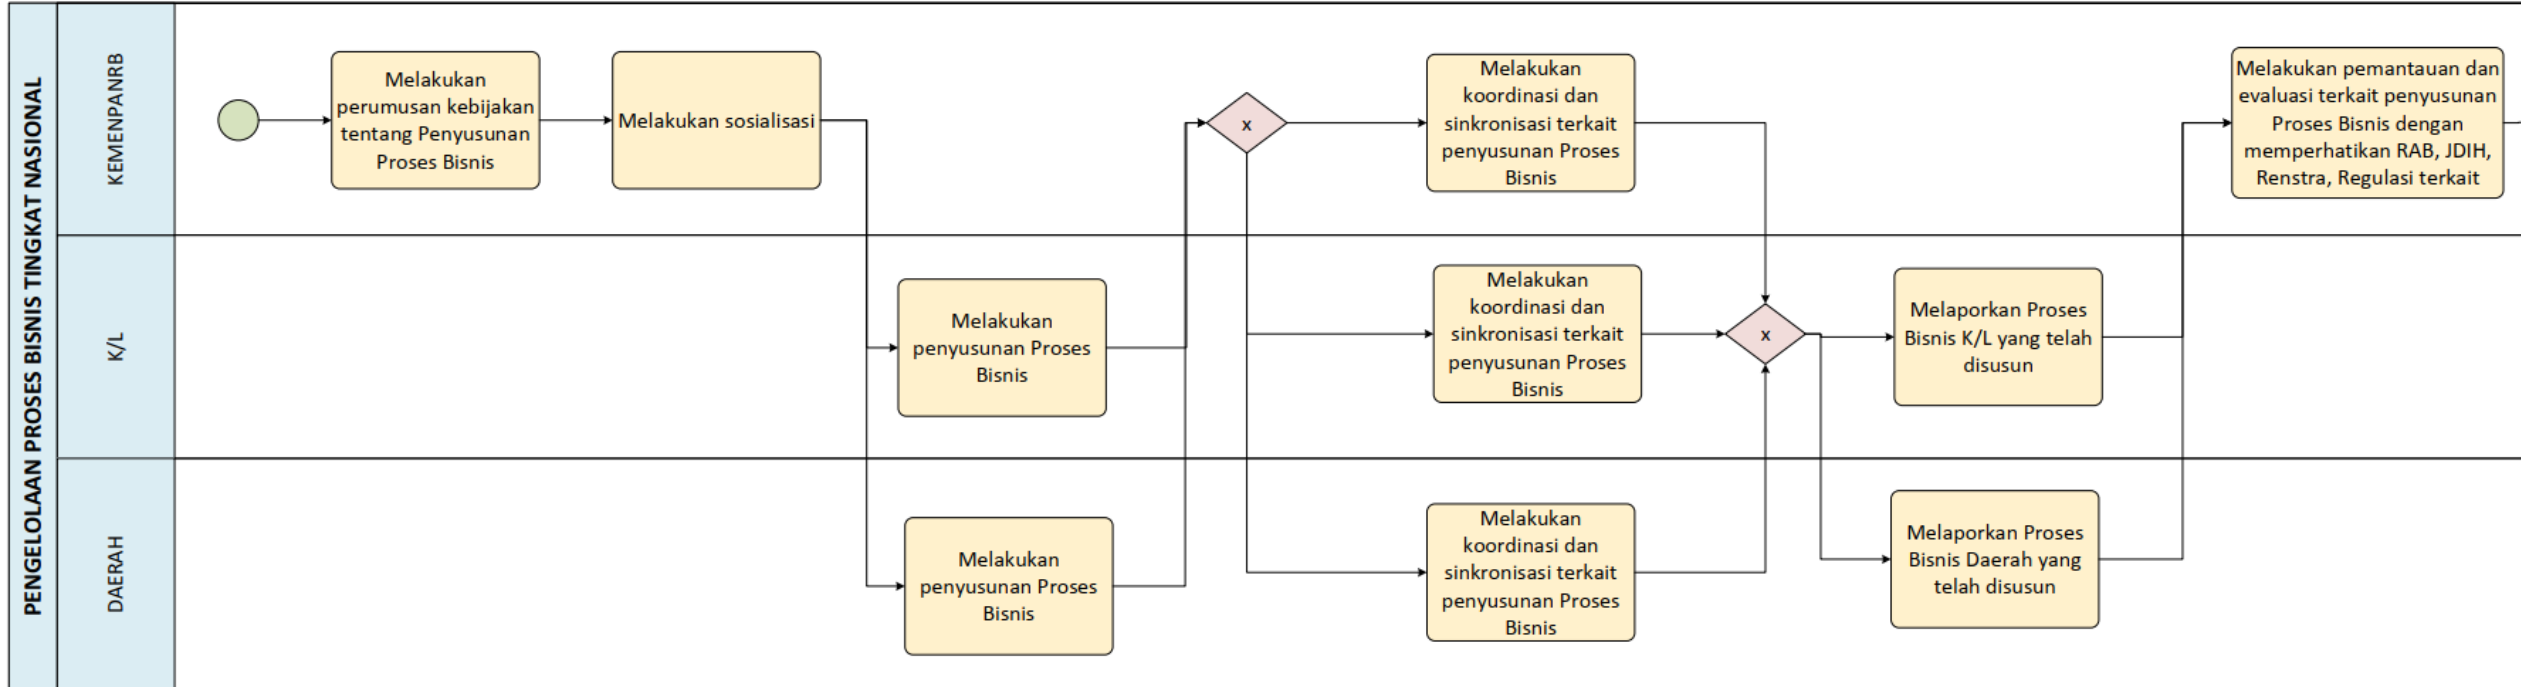 PENGELOLAAN PROSES BISNIS TINGKAT NASIONAL
KEMENPANRB
Melakukan
perumusan kebijakan
tentang Penyusunan
Proses Bisnis
Melakukan sosialisasi
x
Melakukan
koordinasi dan
sinkronisasi terkait
penyusunan Proses
Bisnis
Melakukan pemantauan dan
evaluasi terkait penyusunan
Proses Bisnis dengan
memperhatikan RAB, JDIH,
Renstra, Regulasi terkait
K/L
Melakukan
penyusunan Proses
Bisnis
Melakukan
koordinasi dan
sinkronisasi terkait
penyusunan Proses
Bisnis
x
Melaporkan Proses
Bisnis K/L yang telah
disusun
DAERAH
Melakukan
penyusunan Proses
Bisnis
Melakukan
koordinasi dan
sinkronisasi terkait
penyusunan Proses
Bisnis
Melaporkan Proses
Bisnis Daerah yang
telah disusun